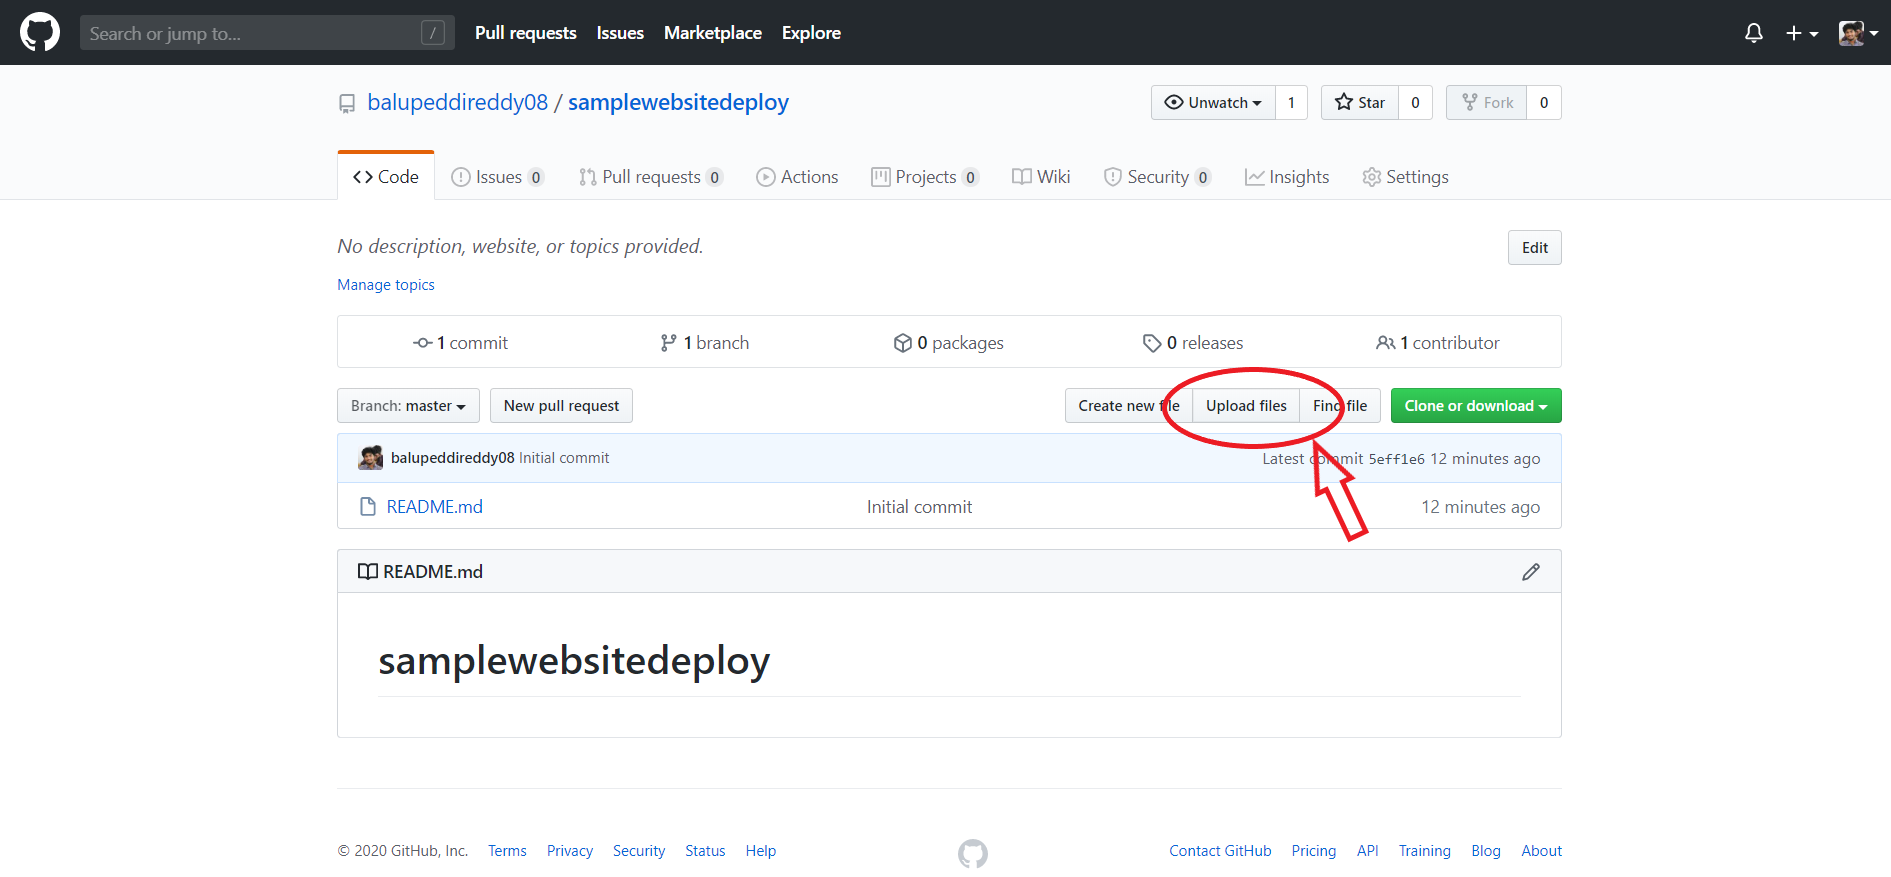 Search or jump to... / Pull requests Issues Marketplace Explore
balupeddireddy08 / samplewebsitedeploy Unwatch 1 Star 0 Fork 0
Code Issues 0 Pull requests 0 Actions Projects 0 Wiki Security 0 Insights Settings
No description, website, or topics provided. Edit
Manage topics
1 commit 1 branch 0 packages 0 releases 1 contributor
Branch: master New pull request Create new file Upload files Find file Clone or download
balupeddireddy08 Initial commit Latest commit 5eff1e6 12 minutes ago
README.md Initial commit 12 minutes ago
README.md
samplewebsitedeploy
© 2020 GitHub, Inc. Terms Privacy Security Status Help Contact GitHub Pricing API Training Blog About